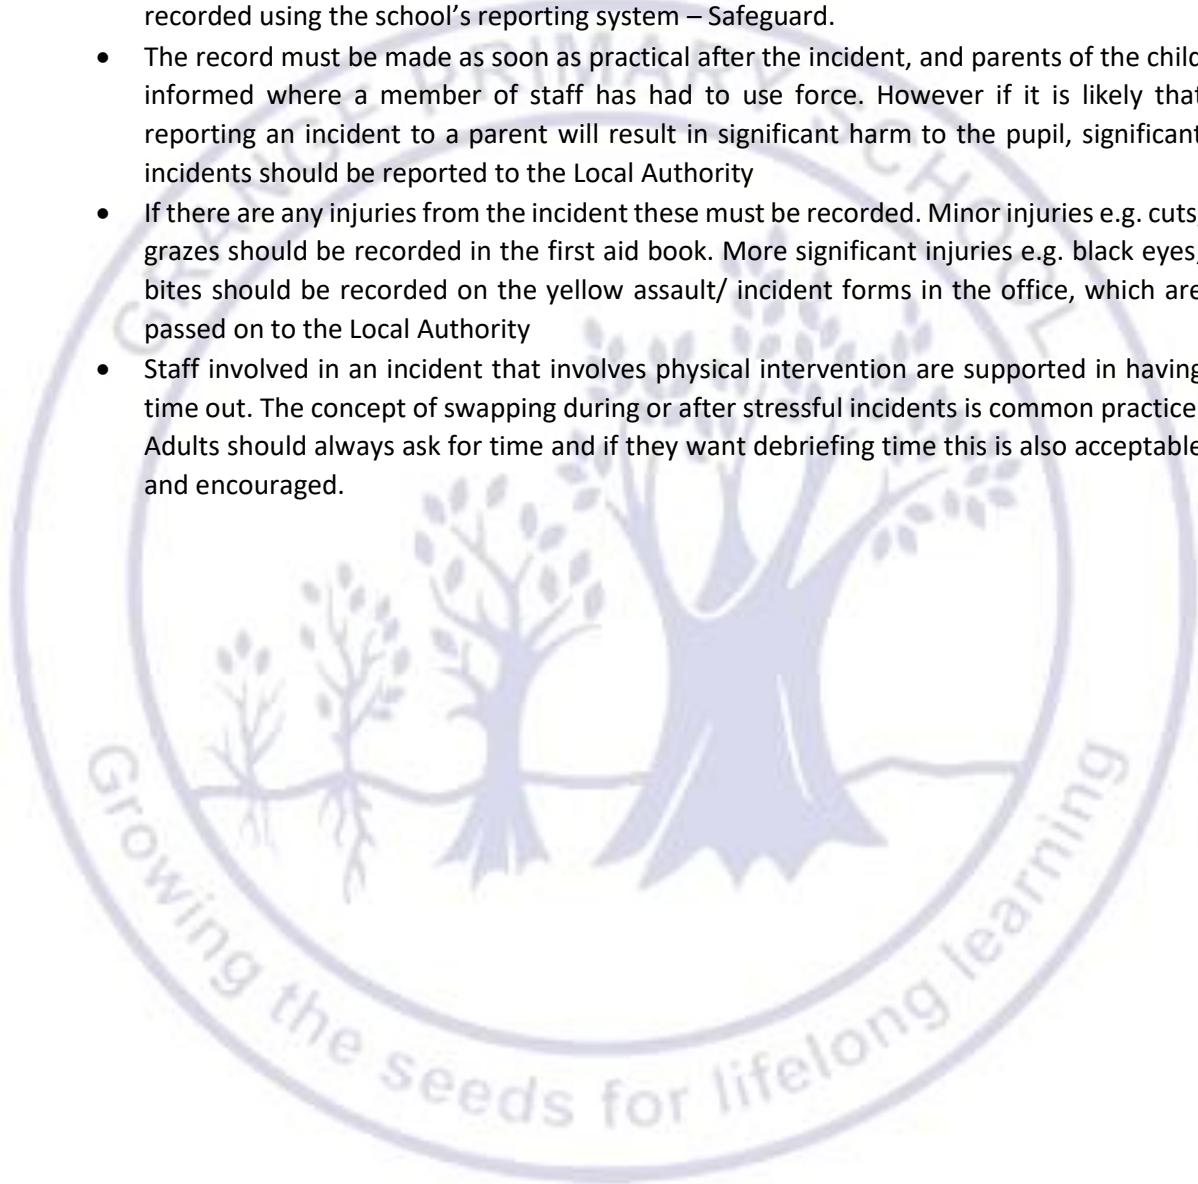 recorded using the school’s reporting system – Safeguard.
• The record must be made as soon as practical after the incident, and parents of the child
informed where a member of staff has had to use force. However if it is likely that
reporting an incident to a parent will result in significant harm to the pupil, significant
incidents should be reported to the Local Authority
• If there are any injuries from the incident these must be recorded. Minor injuries e.g. cuts,
grazes should be recorded in the first aid book. More significant injuries e.g. black eyes,
bites should be recorded on the yellow assault/ incident forms in the office, which are
passed on to the Local Authority
• Staff involved in an incident that involves physical intervention are supported in having
time out. The concept of swapping during or after stressful incidents is common practice
Adults should always ask for time and if they want debriefing time this is also acceptable
and encouraged.
GRANGE PRIMARY SCHOOL
Growing the seeds for lifelong learning